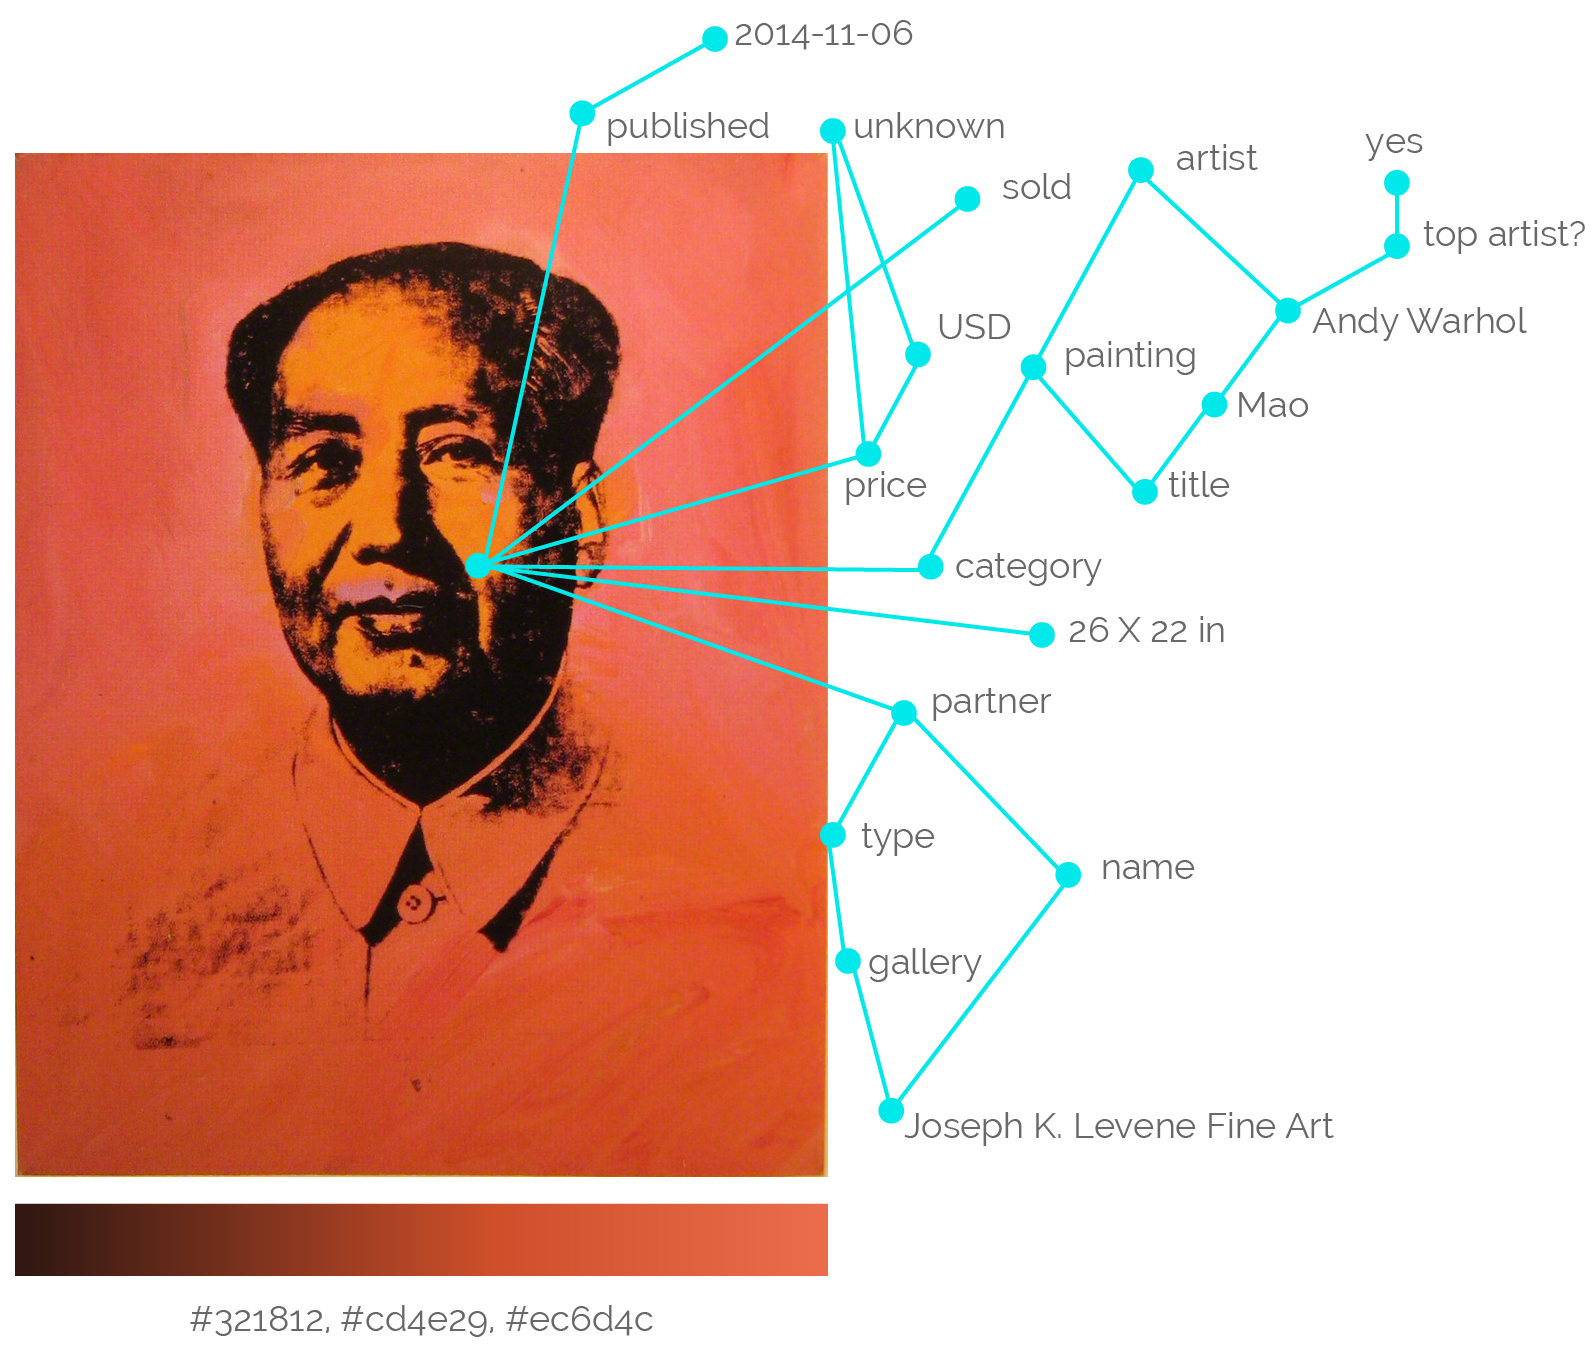 2014-11-06
published
unknown
yes
artist
sold
top artist?
USD
Andy Warhol
painting
Mao
price
title
category
26 X 22 in
partner
type
name
gallery
Joseph K. Levene Fine Art
#321812, #cd4e29, #ec6d4c